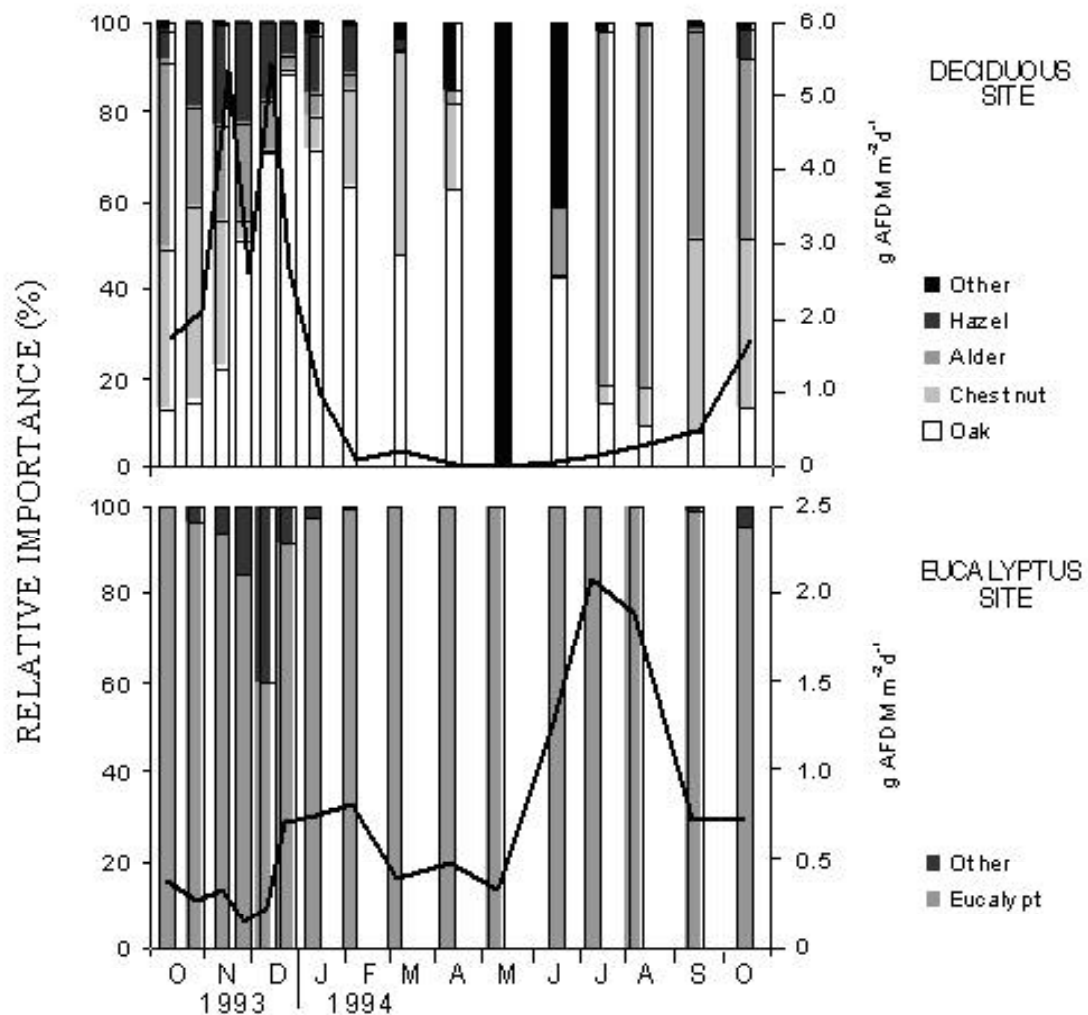 RELATIVE IMPORTANCE (%)
100
80
60
40
20
0
6.0
5.0
4.0
3.0
2.0
1.0
0
g AFDM m-2d-1
DECIDUOUS
SITE
Other
Hazel
Alder
Chestnut
Oak
100
80
60
40
20
0
2.5
2.0
1.5
1.0
0.5
0
g AFDM m-2d-1
EUCALYPTUS
SITE
Other
Eucalypt
O N D J F M A M J J A S O
1993 1994